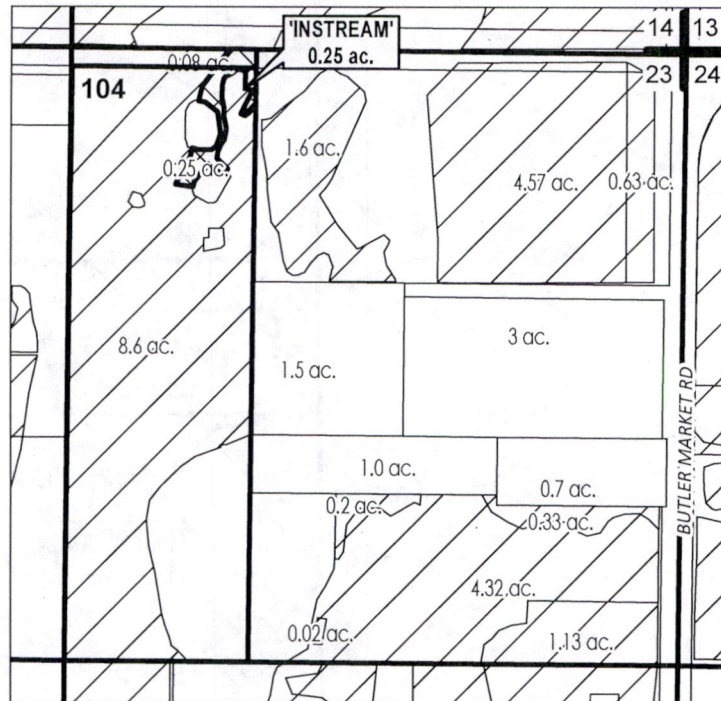 'INSTREAM'
0.25 ac.
14 13
23 24
0.08 ac.
104
1.6 ac.
4.57 ac.
0.63 ac.
0.25 ac.
8.6 ac.
3 ac.
1.5 ac.
1.0 ac.
0.7 ac.
0.2 ac.
0.33 ac.
4.32 ac.
0.02 ac.
1.13 ac.
BUTLER MARKET RD